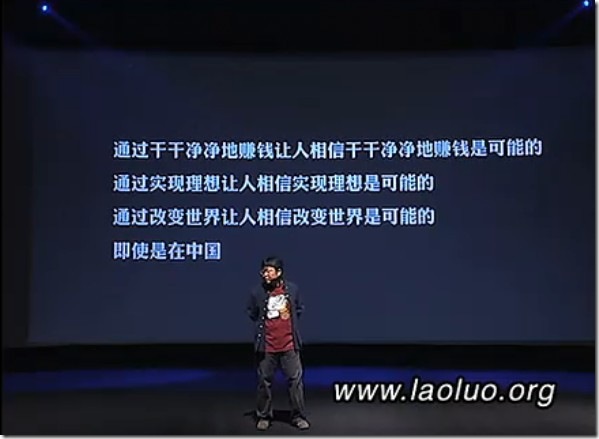 通过干干净净地赚钱让人相信干干净净地赚钱是可能的
通过实现理想让人相信实现理想是可能的
通过改变世界让人相信改变世界是可能的
即使是在中国
www.laoluo.org